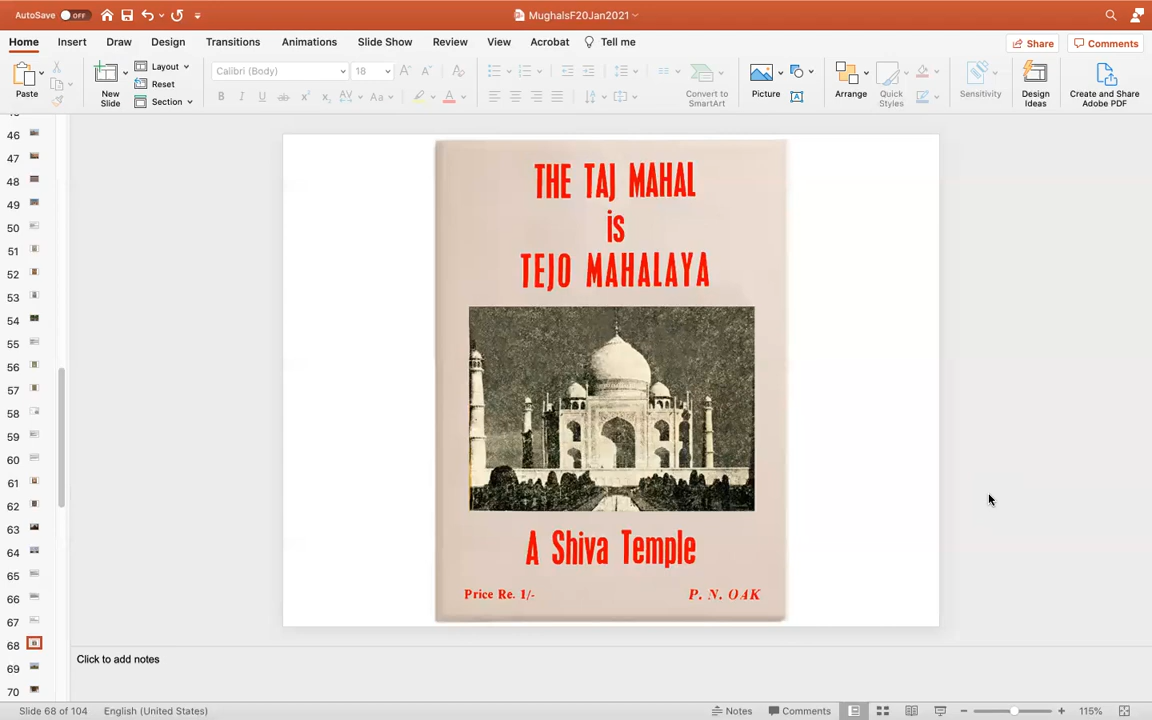 AutoSave OFF
MughalsF20Jan2021
Home Insert Draw Design Transitions Animations Slide Show Review View Acrobat Tell me
Share Comments
Paste
New Slide
Layout
Reset
Section
Calibri (Body) 18
Convert to SmartArt
Picture
Arrange
Quick Styles
Sensitivity
Design Ideas
Create and Share Adobe PDF
46
47
48
49
50
51
52
53
54
55
56
57
58
59
60
61
62
63
64
65
66
67
68
69
70
THE TAJ MAHAL
is
TEJO MAHALAYA
A Shiva Temple
Price Re. 1/- P. N. OAK
Click to add notes
Slide 68 of 104 English (United States) Notes Comments 115%